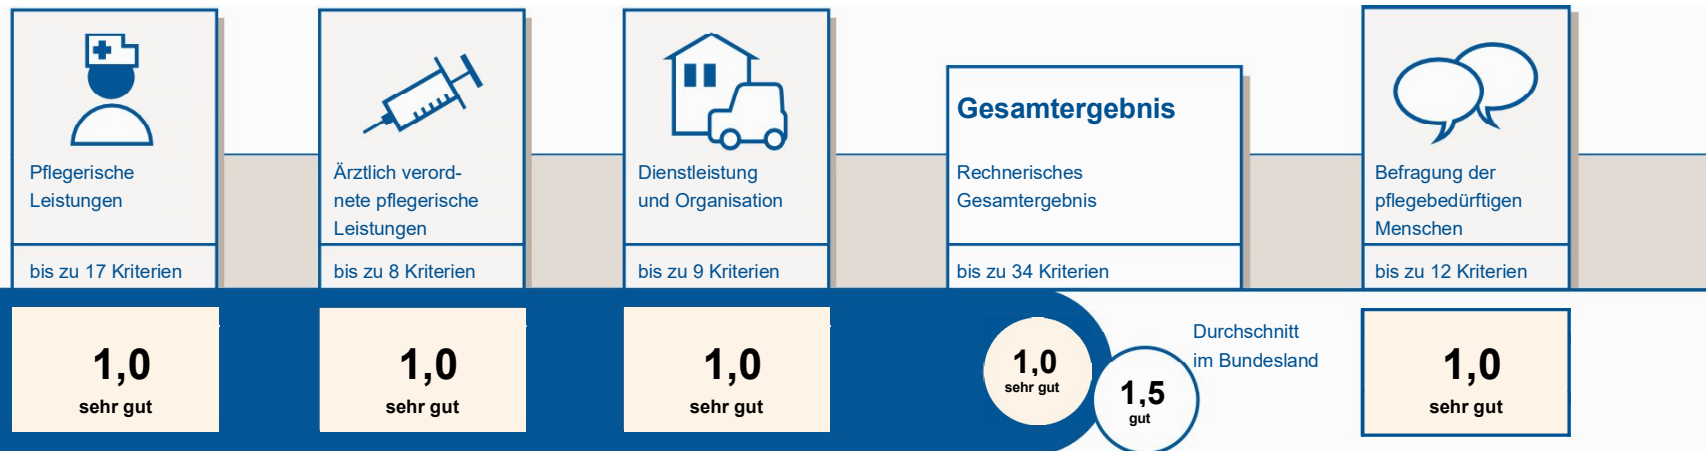 Pflegerische
Leistungen
bis zu 17 Kriterien
1,0
sehr gut
Ärztlich verord-
nete pflegerische
Leistungen
bis zu 8 Kriterien
1,0
sehr gut
Dienstleistung
und Organisation
bis zu 9 Kriterien
1,0
sehr gut
Gesamtergebnis
Rechnerisches
Gesamtergebnis
bis zu 34 Kriterien
1,0
sehr gut
1,5
gut
Durchschnitt
im Bundesland
Befragung der
pflegebedürftigen
Menschen
bis zu 12 Kriterien
1,0
sehr gut